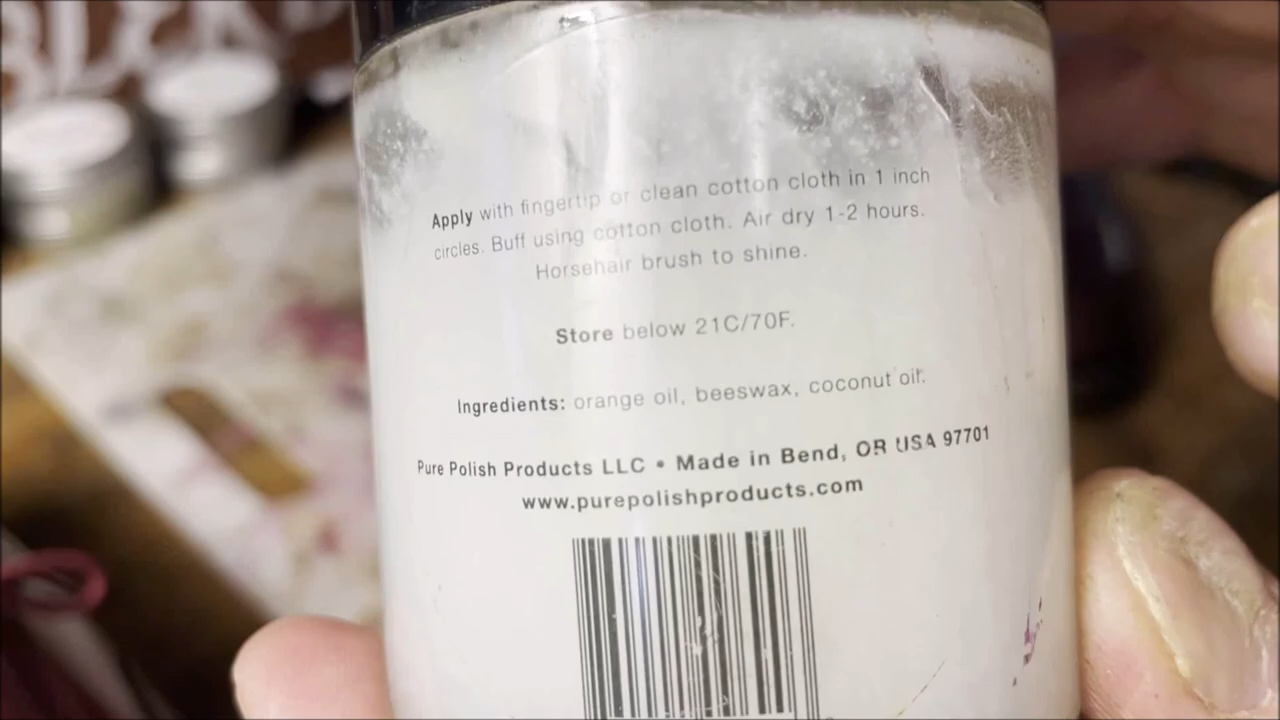 Apply with fingertip or clean cotton cloth in 1 inch
circles. Buff using cotton cloth. Air dry 1-2 hours.
Horsehair brush to shine.
Store below 21C/70F.
Ingredients: orange oil, beeswax, coconut oil.
Pure Polish Products LLC • Made in Bend, OR USA 97701
www.purepolishproducts.com